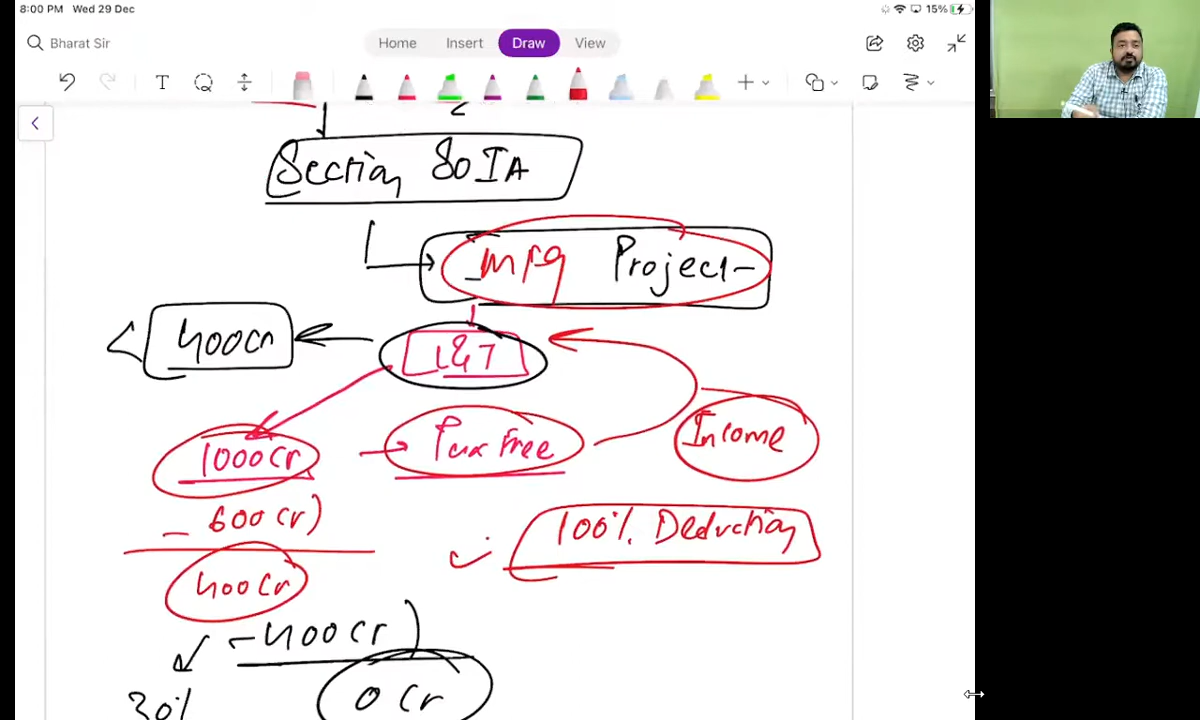 8:00 PM Wed 29 Dec
15%
Bharat Sir
Home Insert Draw View
T
Section 80IA
mfg Project
400cr
L&T
1000cr
Tax Free
Income
- 600cr)
100% Deduction
400cr
-400cr)
30%
0 cr